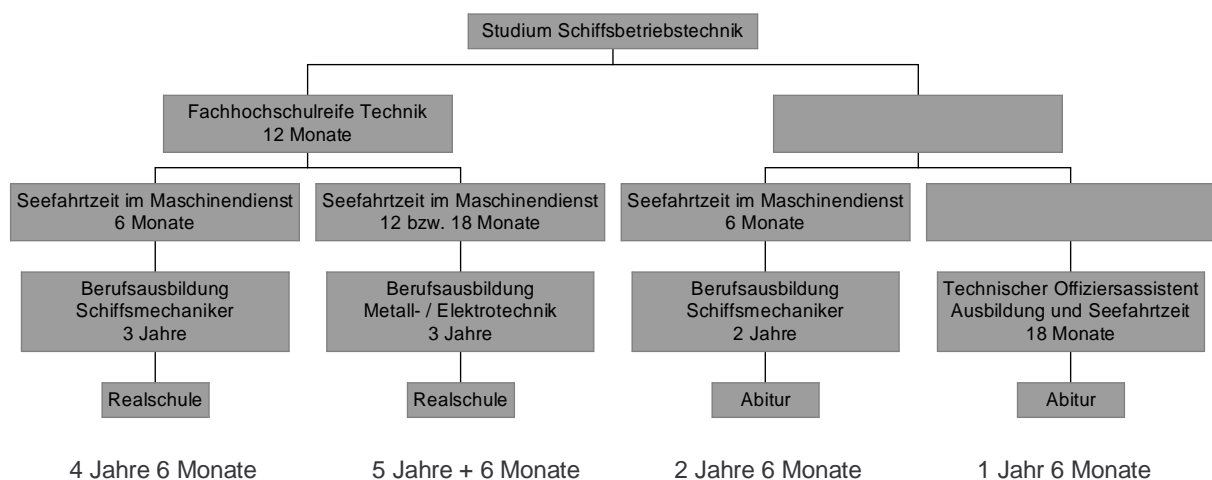 Studium Schiffsbetriebstechnik
Fachhochschulreife Technik
12 Monate
Seefahrtzeit im Maschinendienst
6 Monate
Seefahrtzeit im Maschinendienst
12 bzw. 18 Monate
Seefahrtzeit im Maschinendienst
6 Monate
Berufsausbildung
Schiffsmechaniker
3 Jahre
Berufsausbildung
Metall- / Elektrotechnik
3 Jahre
Berufsausbildung
Schiffsmechaniker
2 Jahre
Technischer Offiziersassistent
Ausbildung und Seefahrtzeit
18 Monate
Realschule
Realschule
Abitur
Abitur
4 Jahre 6 Monate
5 Jahre + 6 Monate
2 Jahre 6 Monate
1 Jahr 6 Monate